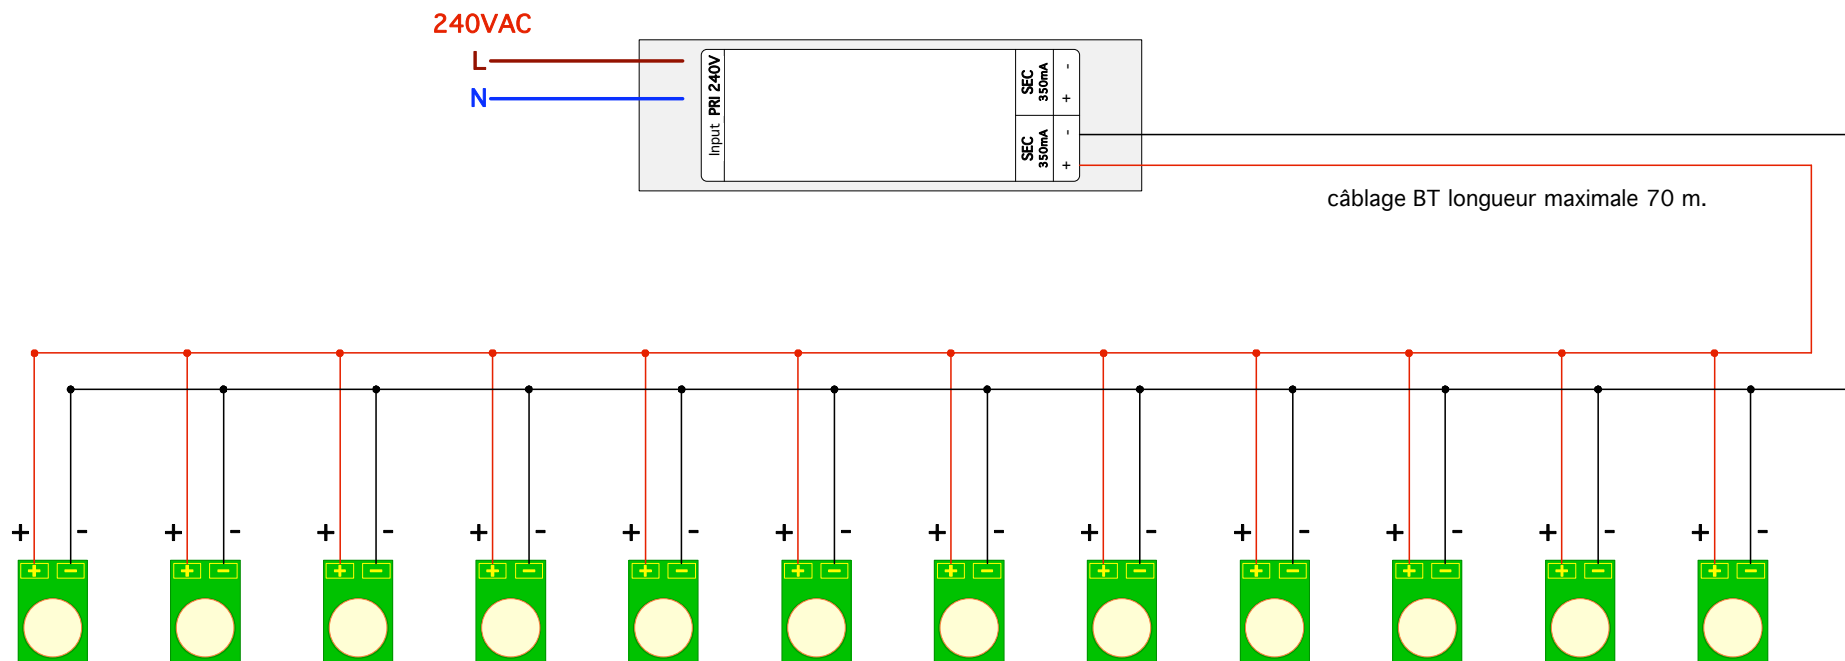 240VAC
L
N
Input PRI 240V
SEC
350mA
-
+
SEC
350mA
-
+
câblage BT longueur maximale 70 m.
+ - + - + - + - + - + - + - + - + - + - + - + -
+ - + - + - + - + - + - + - + - + - + - + - + -